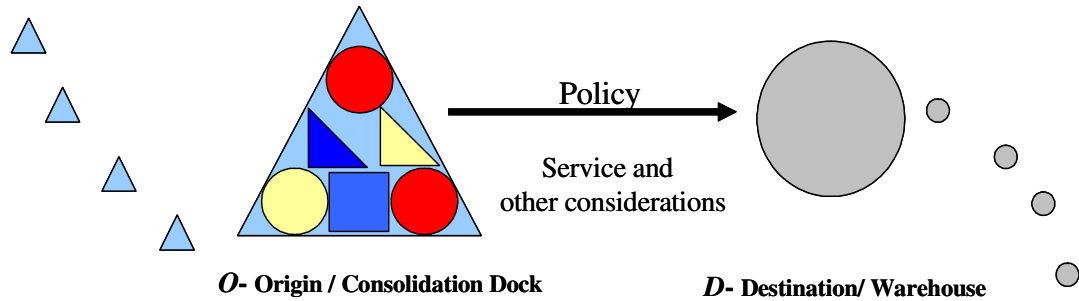 Policy
Service and
other considerations
O- Origin / Consolidation Dock
D- Destination/ Warehouse